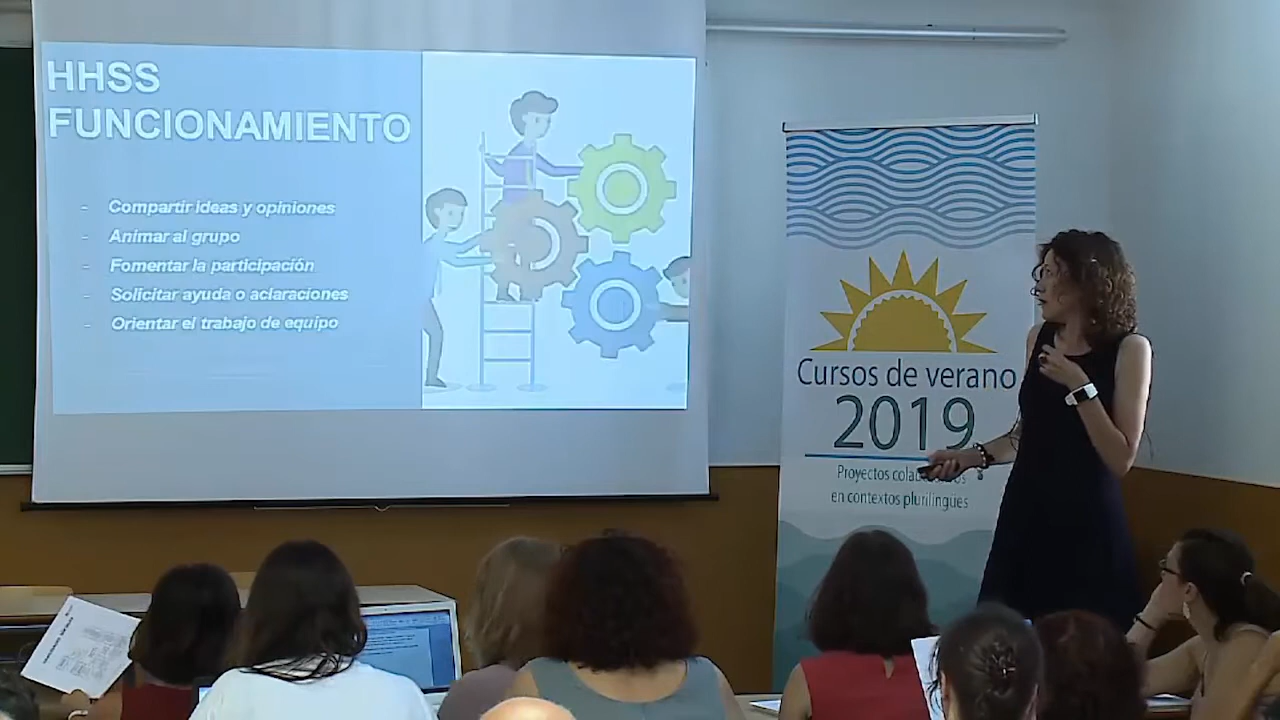 HHSS
FUNCIONAMIENTO
- Compartir ideas y opiniones
- Animar al grupo
- Fomentar la participación
- Solicitar ayuda o aclaraciones
- Orientar el trabajo de equipo
Cursos de verano
2019
Proyectos
en contextos plurilingües